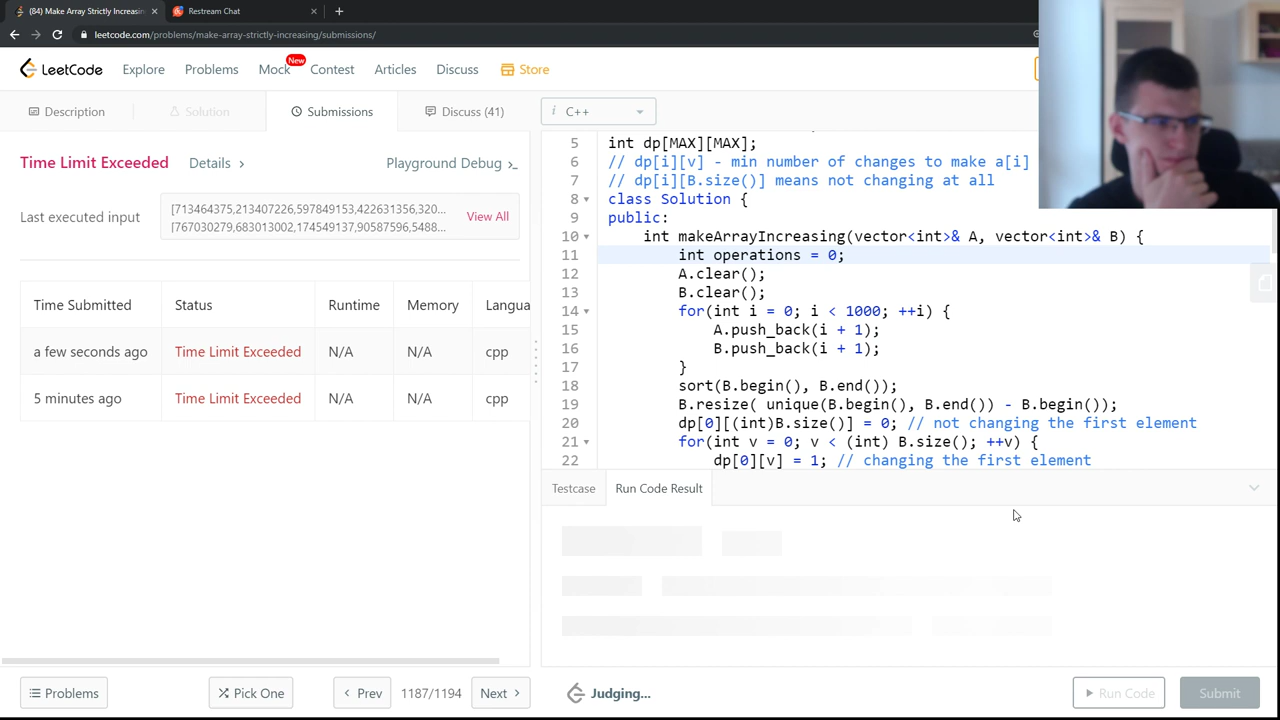 (84) Make Array Strictly Increasin
Restream Chat
leetcode.com/problems/make-array-strictly-increasing/submissions/
LeetCode
Explore
Problems
Mock
New
Contest
Articles
Discuss
Store
Description
Solution
Submissions
Discuss (41)
i C++
Time Limit Exceeded
Details >
Playground Debug >_
Last executed input
[713464375,213407226,597849153,422631356,320...
[767030279,683013002,174549137,90587596,5488...
View All
Time Submitted Status Runtime Memory Langua
a few seconds ago Time Limit Exceeded N/A N/A cpp
5 minutes ago Time Limit Exceeded N/A N/A cpp
5 int dp[MAX][MAX];
6 // dp[i][v] - min number of changes to make a[i]
7 // dp[i][B.size()] means not changing at all
8 class Solution {
9 public:
10 int makeArrayIncreasing(vector<int>& A, vector<int>& B) {
11 int operations = 0;
12 A.clear();
13 B.clear();
14 for(int i = 0; i < 1000; ++i) {
15 A.push_back(i + 1);
16 B.push_back(i + 1);
17 }
18 sort(B.begin(), B.end());
19 B.resize( unique(B.begin(), B.end()) - B.begin());
20 dp[0][(int)B.size()] = 0; // not changing the first element
21 for(int v = 0; v < (int) B.size(); ++v) {
22 dp[0][v] = 1; // changing the first element
Testcase
Run Code Result
Problems
Pick One
< Prev
1187/1194
Next >
Judging...
Run Code
Submit